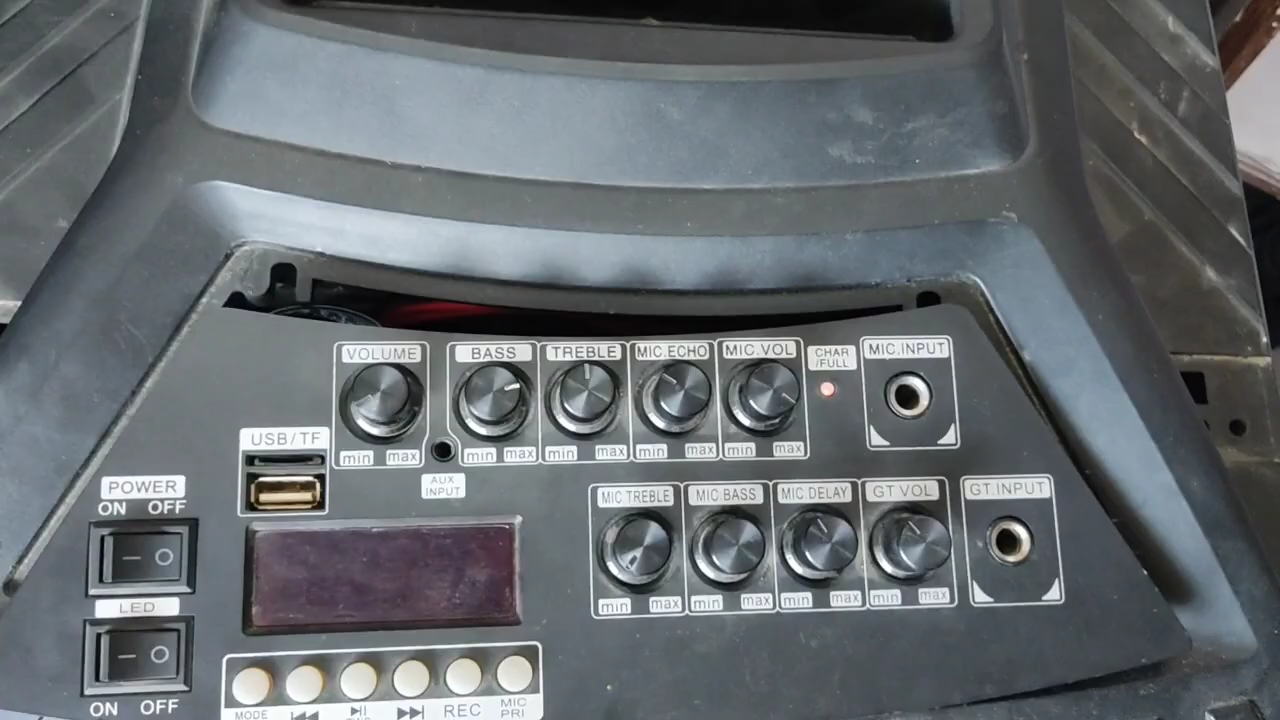 VOLUME
BASS
TREBLE
MIC.ECHO
MIC.VOL
CHAR
/FULL
MIC.INPUT
min max
min max
min max
min max
min max
USB/TF
AUX
INPUT
POWER
ON OFF
MIC.TREBLE
MIC.BASS
MIC.DELAY
GT VOL
GT.INPUT
min max
min max
min max
min max
LED
ON OFF
MODE
REC
MIC
PRI